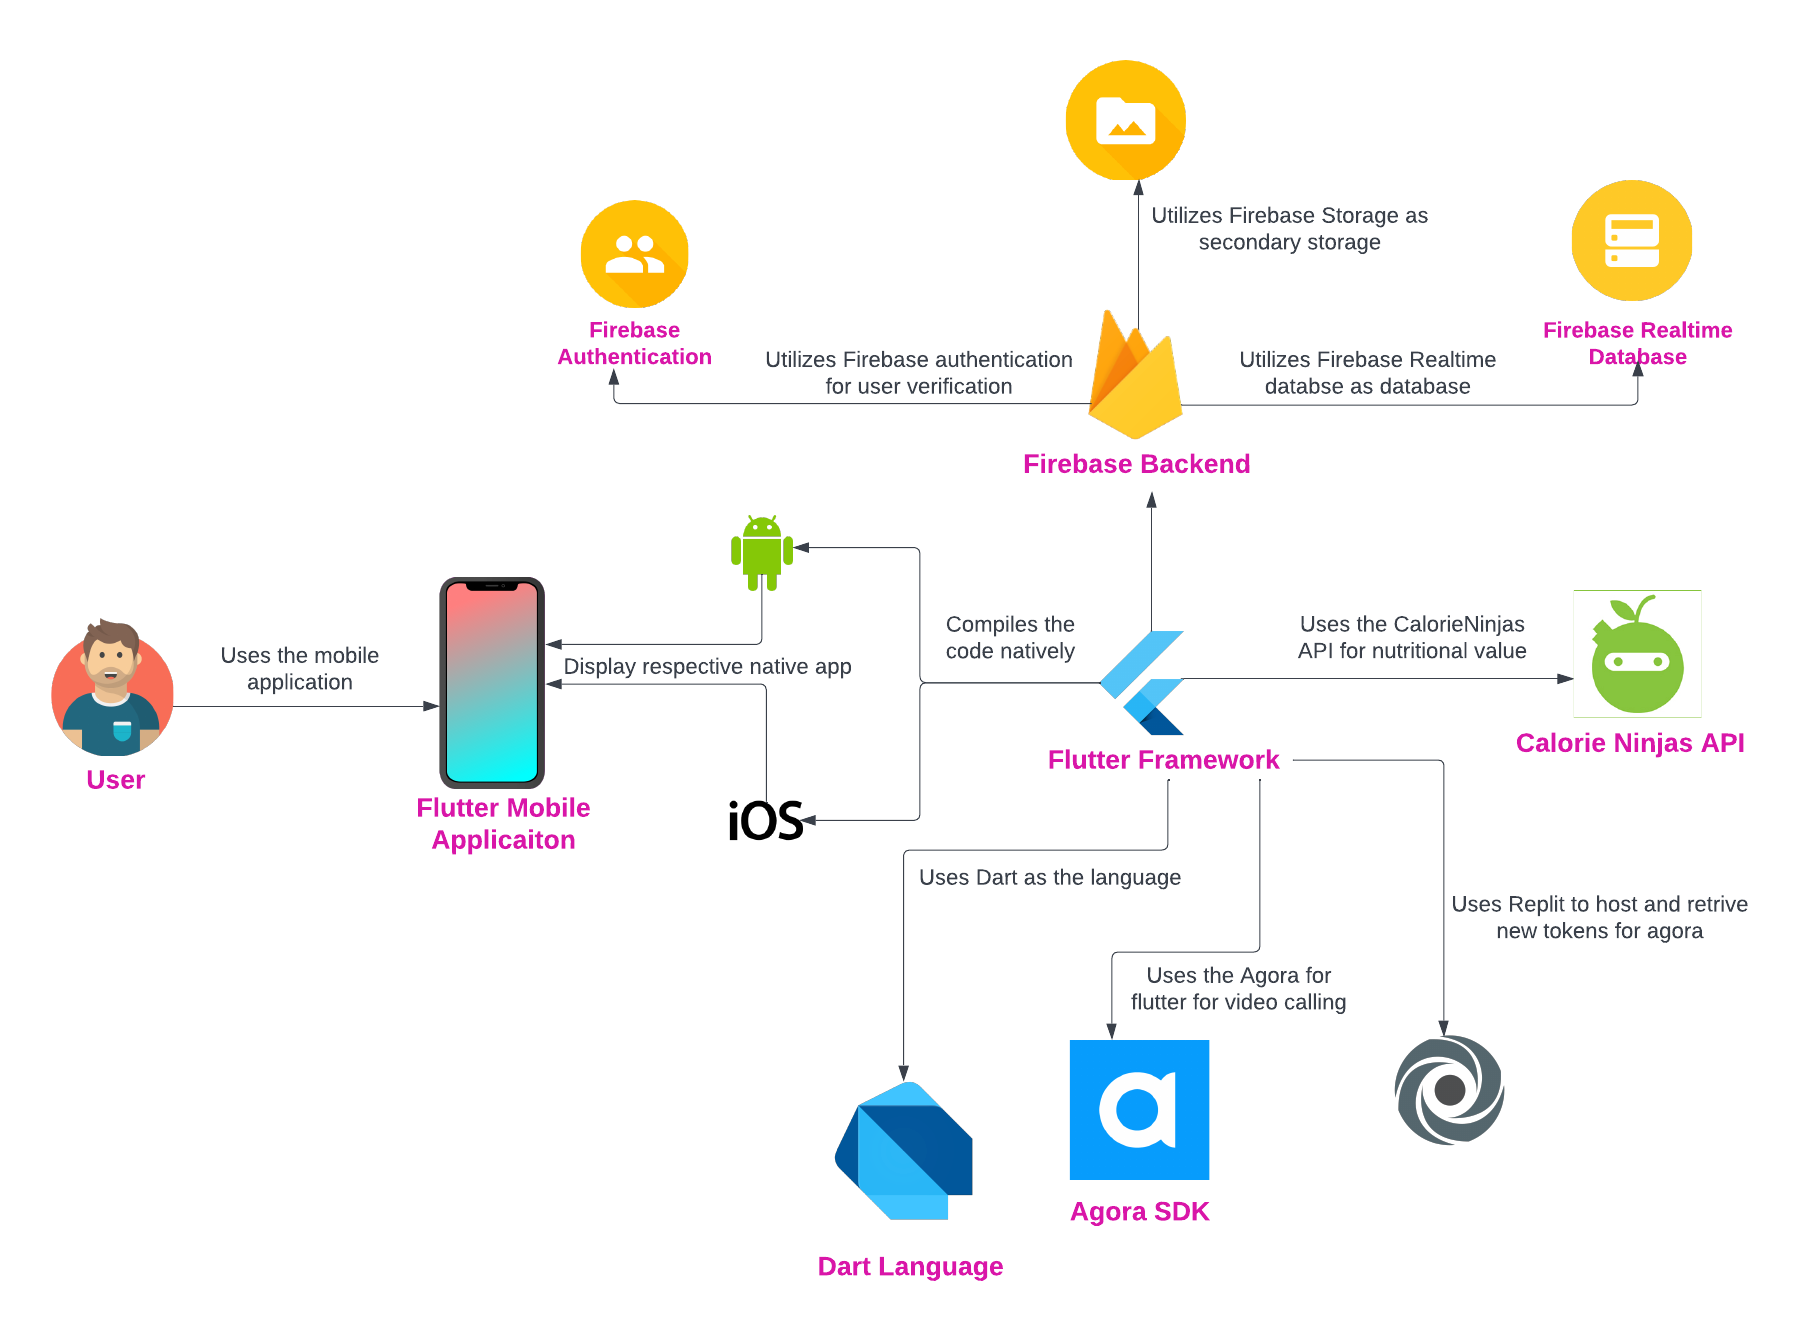 Utilizes Firebase Storage as
secondary storage
Firebase
Authentication
Firebase Realtime
Database
Utilizes Firebase authentication
for user verification
Utilizes Firebase Realtime
databse as database
Firebase Backend
Compiles the
code natively
Uses the CalorieNinjas
API for nutritional value
Uses the mobile
application
Display respective native app
User
Flutter Mobile
Applicaiton
iOS
Flutter Framework
Calorie Ninjas API
Uses Dart as the language
Uses Replit to host and retrive
new tokens for agora
Uses the Agora for
flutter for video calling
a
Agora SDK
Dart Language